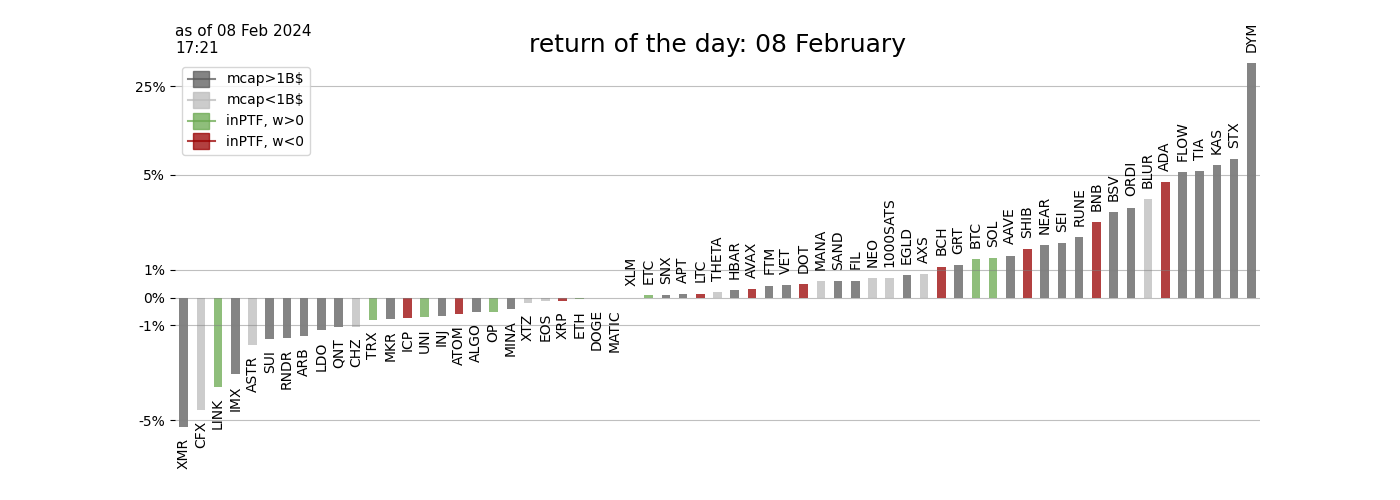 as of 08 Feb 2024
17:21
return of the day: 08 February
mcap>1B$
mcap<1B$
inPTF, w>0
inPTF, w<0
25%
5%
1%
0%
-1%
-5%
XMR
CFX
LINK
IMX
ASTR
SUI
RNDR
ARB
LDO
QNT
CHZ
TRX
MKR
ICP
UNI
INJ
ATOM
ALGO
OP
MINA
XTZ
EOS
XRP
ETH
DOGE
MATIC
XLM
ETC
SNX
APT
LTC
THETA
HBAR
AVAX
FTM
VET
DOT
MANA
SAND
FIL
NEO
1000SATS
EGLD
AXS
BCH
GRT
BTC
SOL
AAVE
SHIB
NEAR
SEI
RUNE
BNB
BSV
ORDI
BLUR
ADA
FLOW
TIA
KAS
STX
DYM